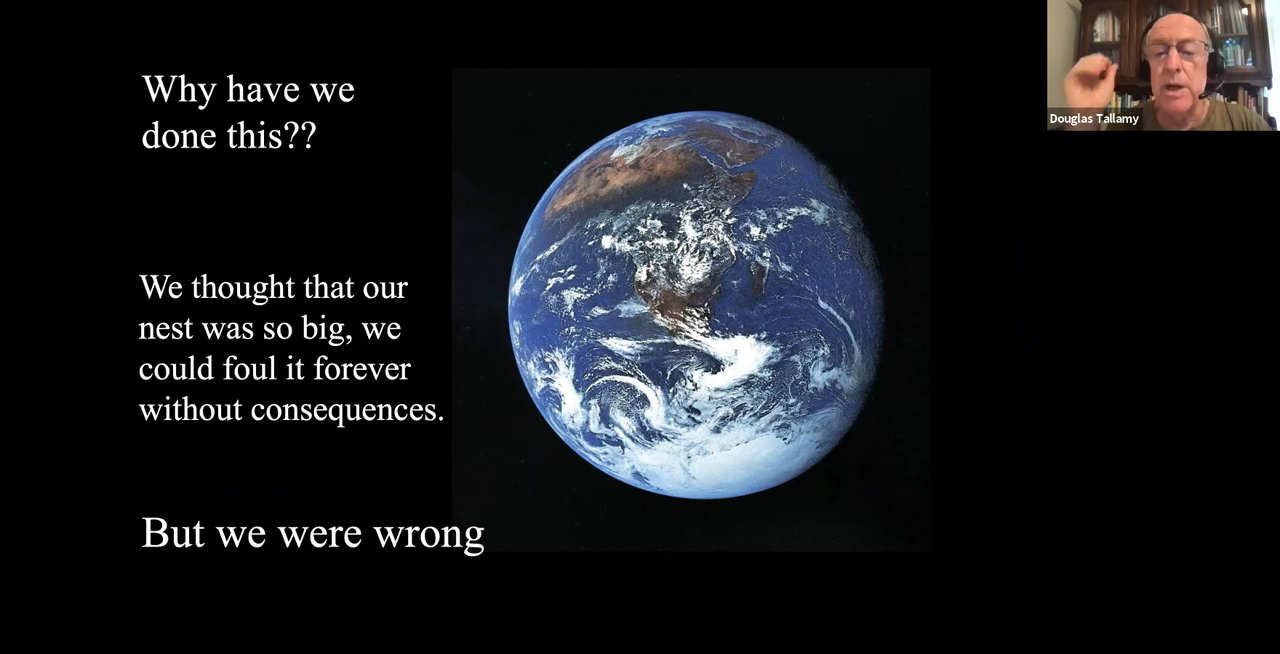 Why have we
done this??
We thought that our
nest was so big, we
could foul it forever
without consequences.
But we were wrong
Douglas Tallamy